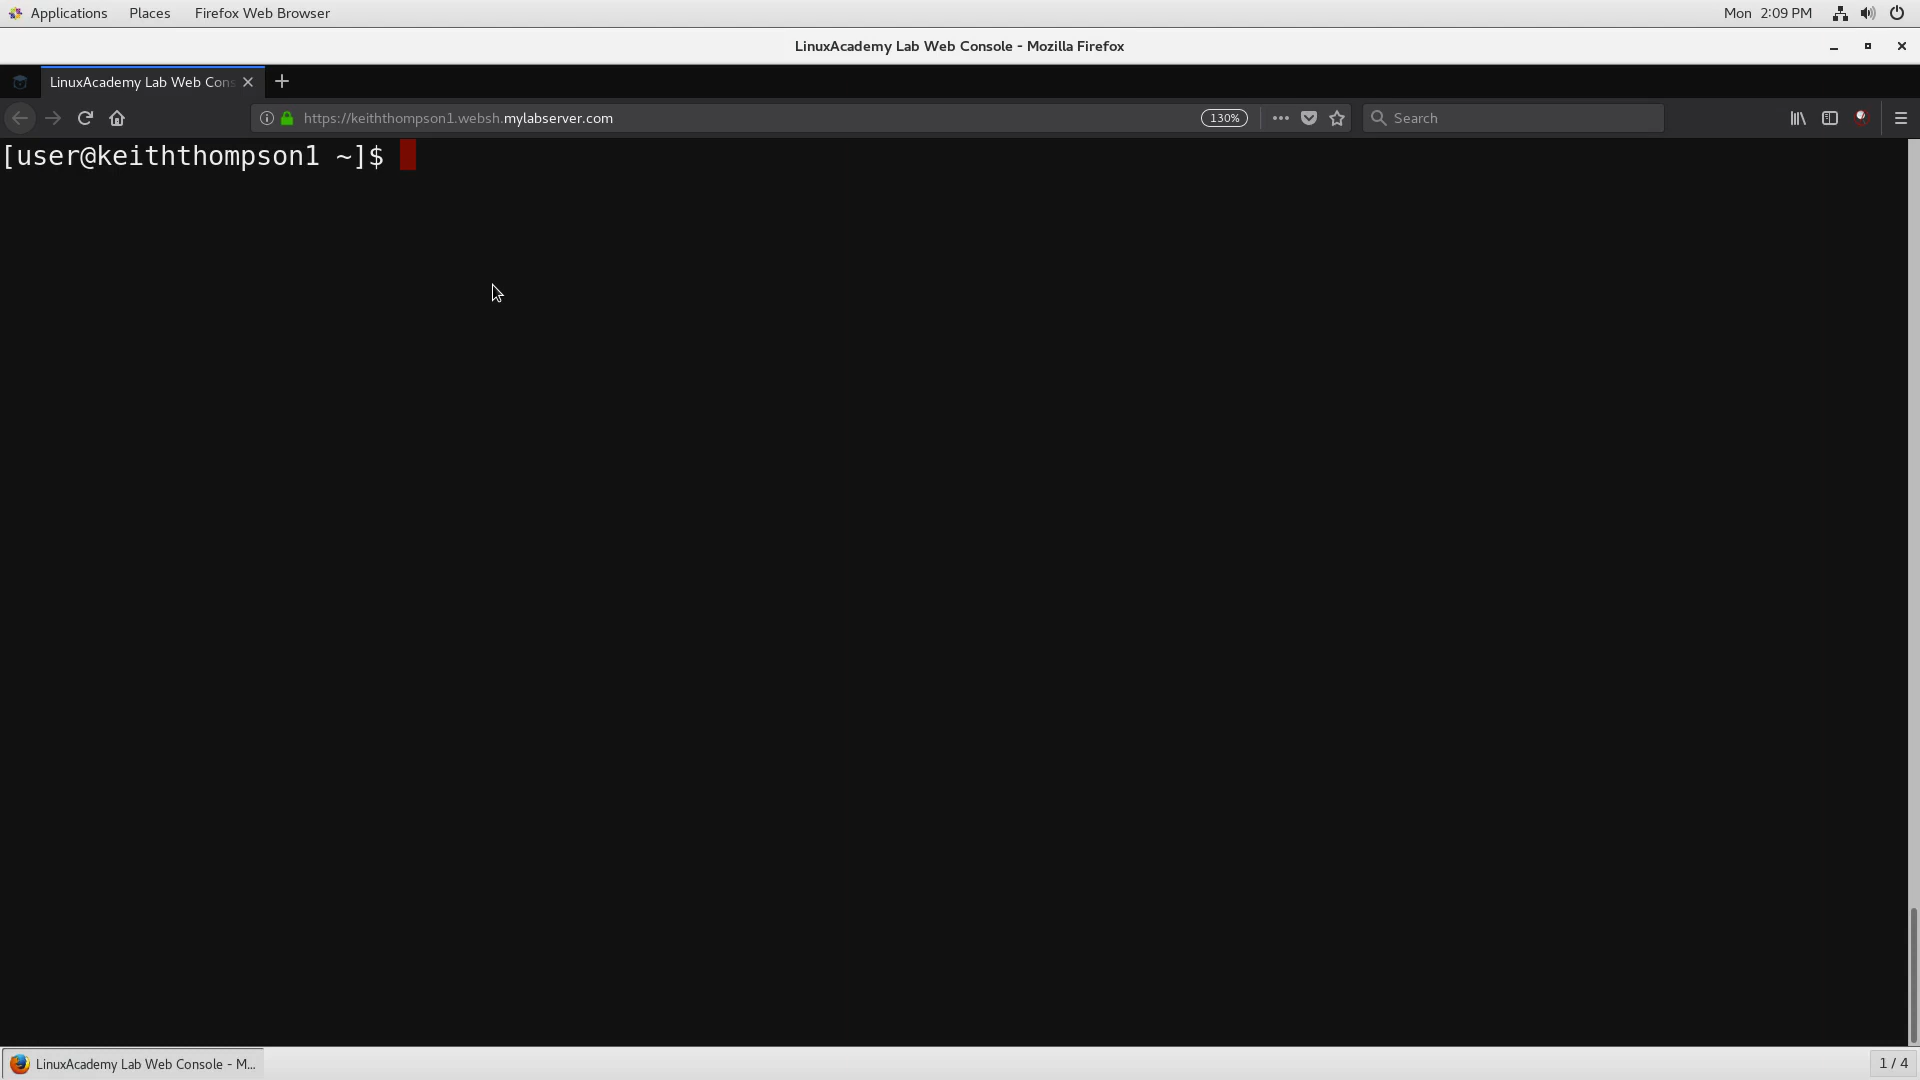 Applications Places Firefox Web Browser Mon 2:09 PM
LinuxAcademy Lab Web Console - Mozilla Firefox
LinuxAcademy Lab Web Cons
https://keiththompson1.websh.mylabserver.com 130% Search
[user@keiththompson1 ~]$
LinuxAcademy Lab Web Console - M... 1 / 4